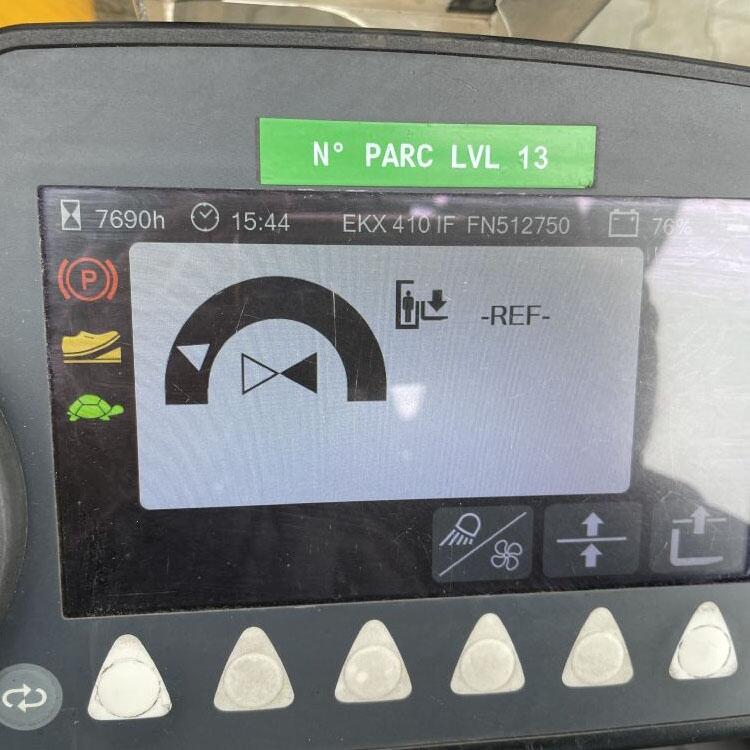 N° PARC LVL 13
7690h 15:44 EKX 410 IF FN512750 76%
P
-REF-